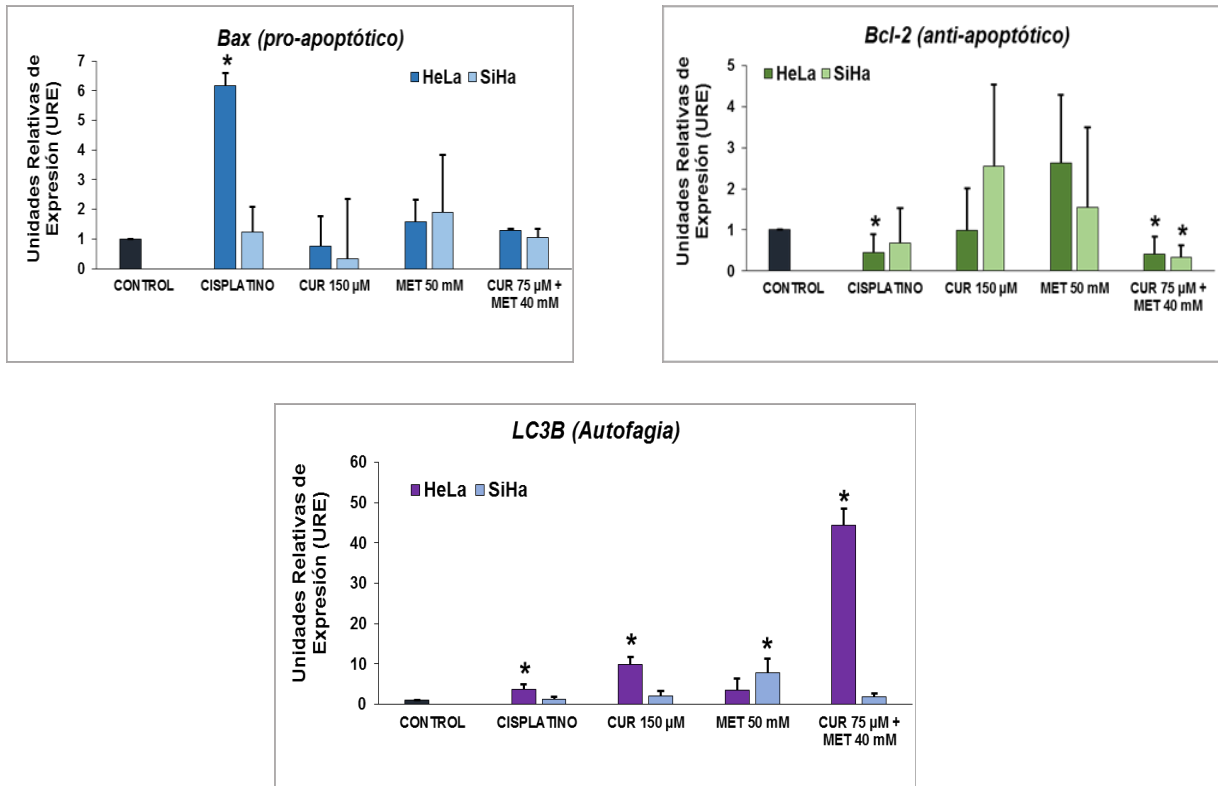 Bax (pro-apoptótico)
Unidades Relativas de
Expresión (URE)
7
6
5
4
3
2
1
0
*
HeLa SiHa
CONTROL CISPLATINO CUR 150 µM MET 50 mM CUR 75 µM +
MET 40 mM
Bcl-2 (anti-apoptótico)
Unidades Relativas de
Expresión (URE)
5
4
3
2
1
0
HeLa SiHa
* * *
CONTROL CISPLATINO CUR 150 µM MET 50 mM CUR 75 µM +
MET 40 mM
LC3B (Autofagia)
Unidades Relativas de
Expresión (URE)
60
50
40
30
20
10
0
HeLa SiHa
* * * *
CONTROL CISPLATINO CUR 150 µM MET 50 mM CUR 75 µM +
MET 40 mM